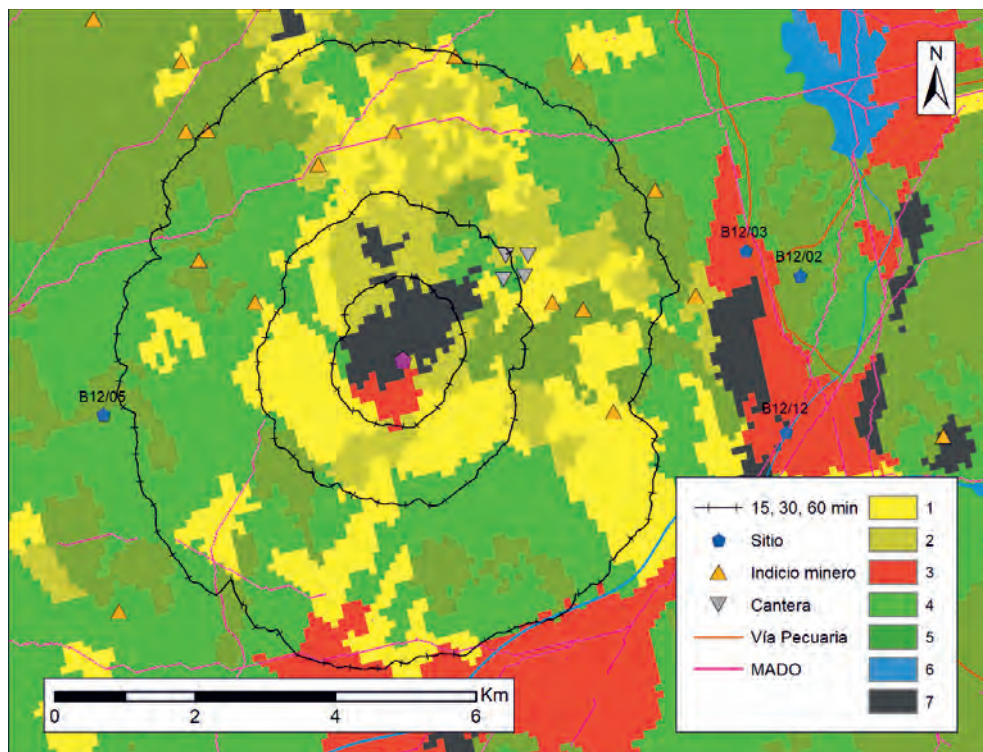 N
B12/03
B12/02
B12/05
B12/12
15, 30, 60 min
Sitio
Indicio minero
Cantera
Vía Pecuaria
MADO
1
2
3
4
5
6
7
Km
0 2 4 6